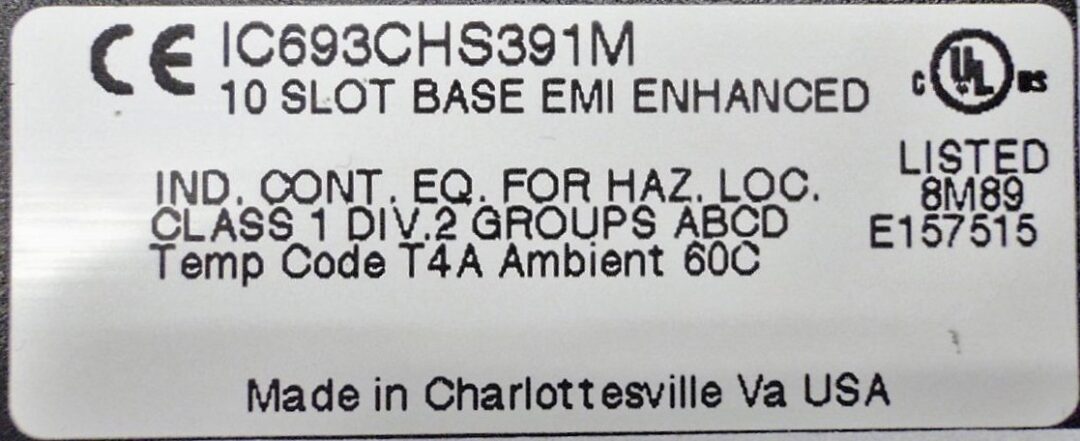 CE IC693CHS391M
10 SLOT BASE EMI ENHANCED
C UL US
LISTED
8M89
E157515
IND. CONT. EQ. FOR HAZ. LOC.
CLASS 1 DIV.2 GROUPS ABCD
Temp Code T4A Ambient 60C
Made in Charlottesville Va USA